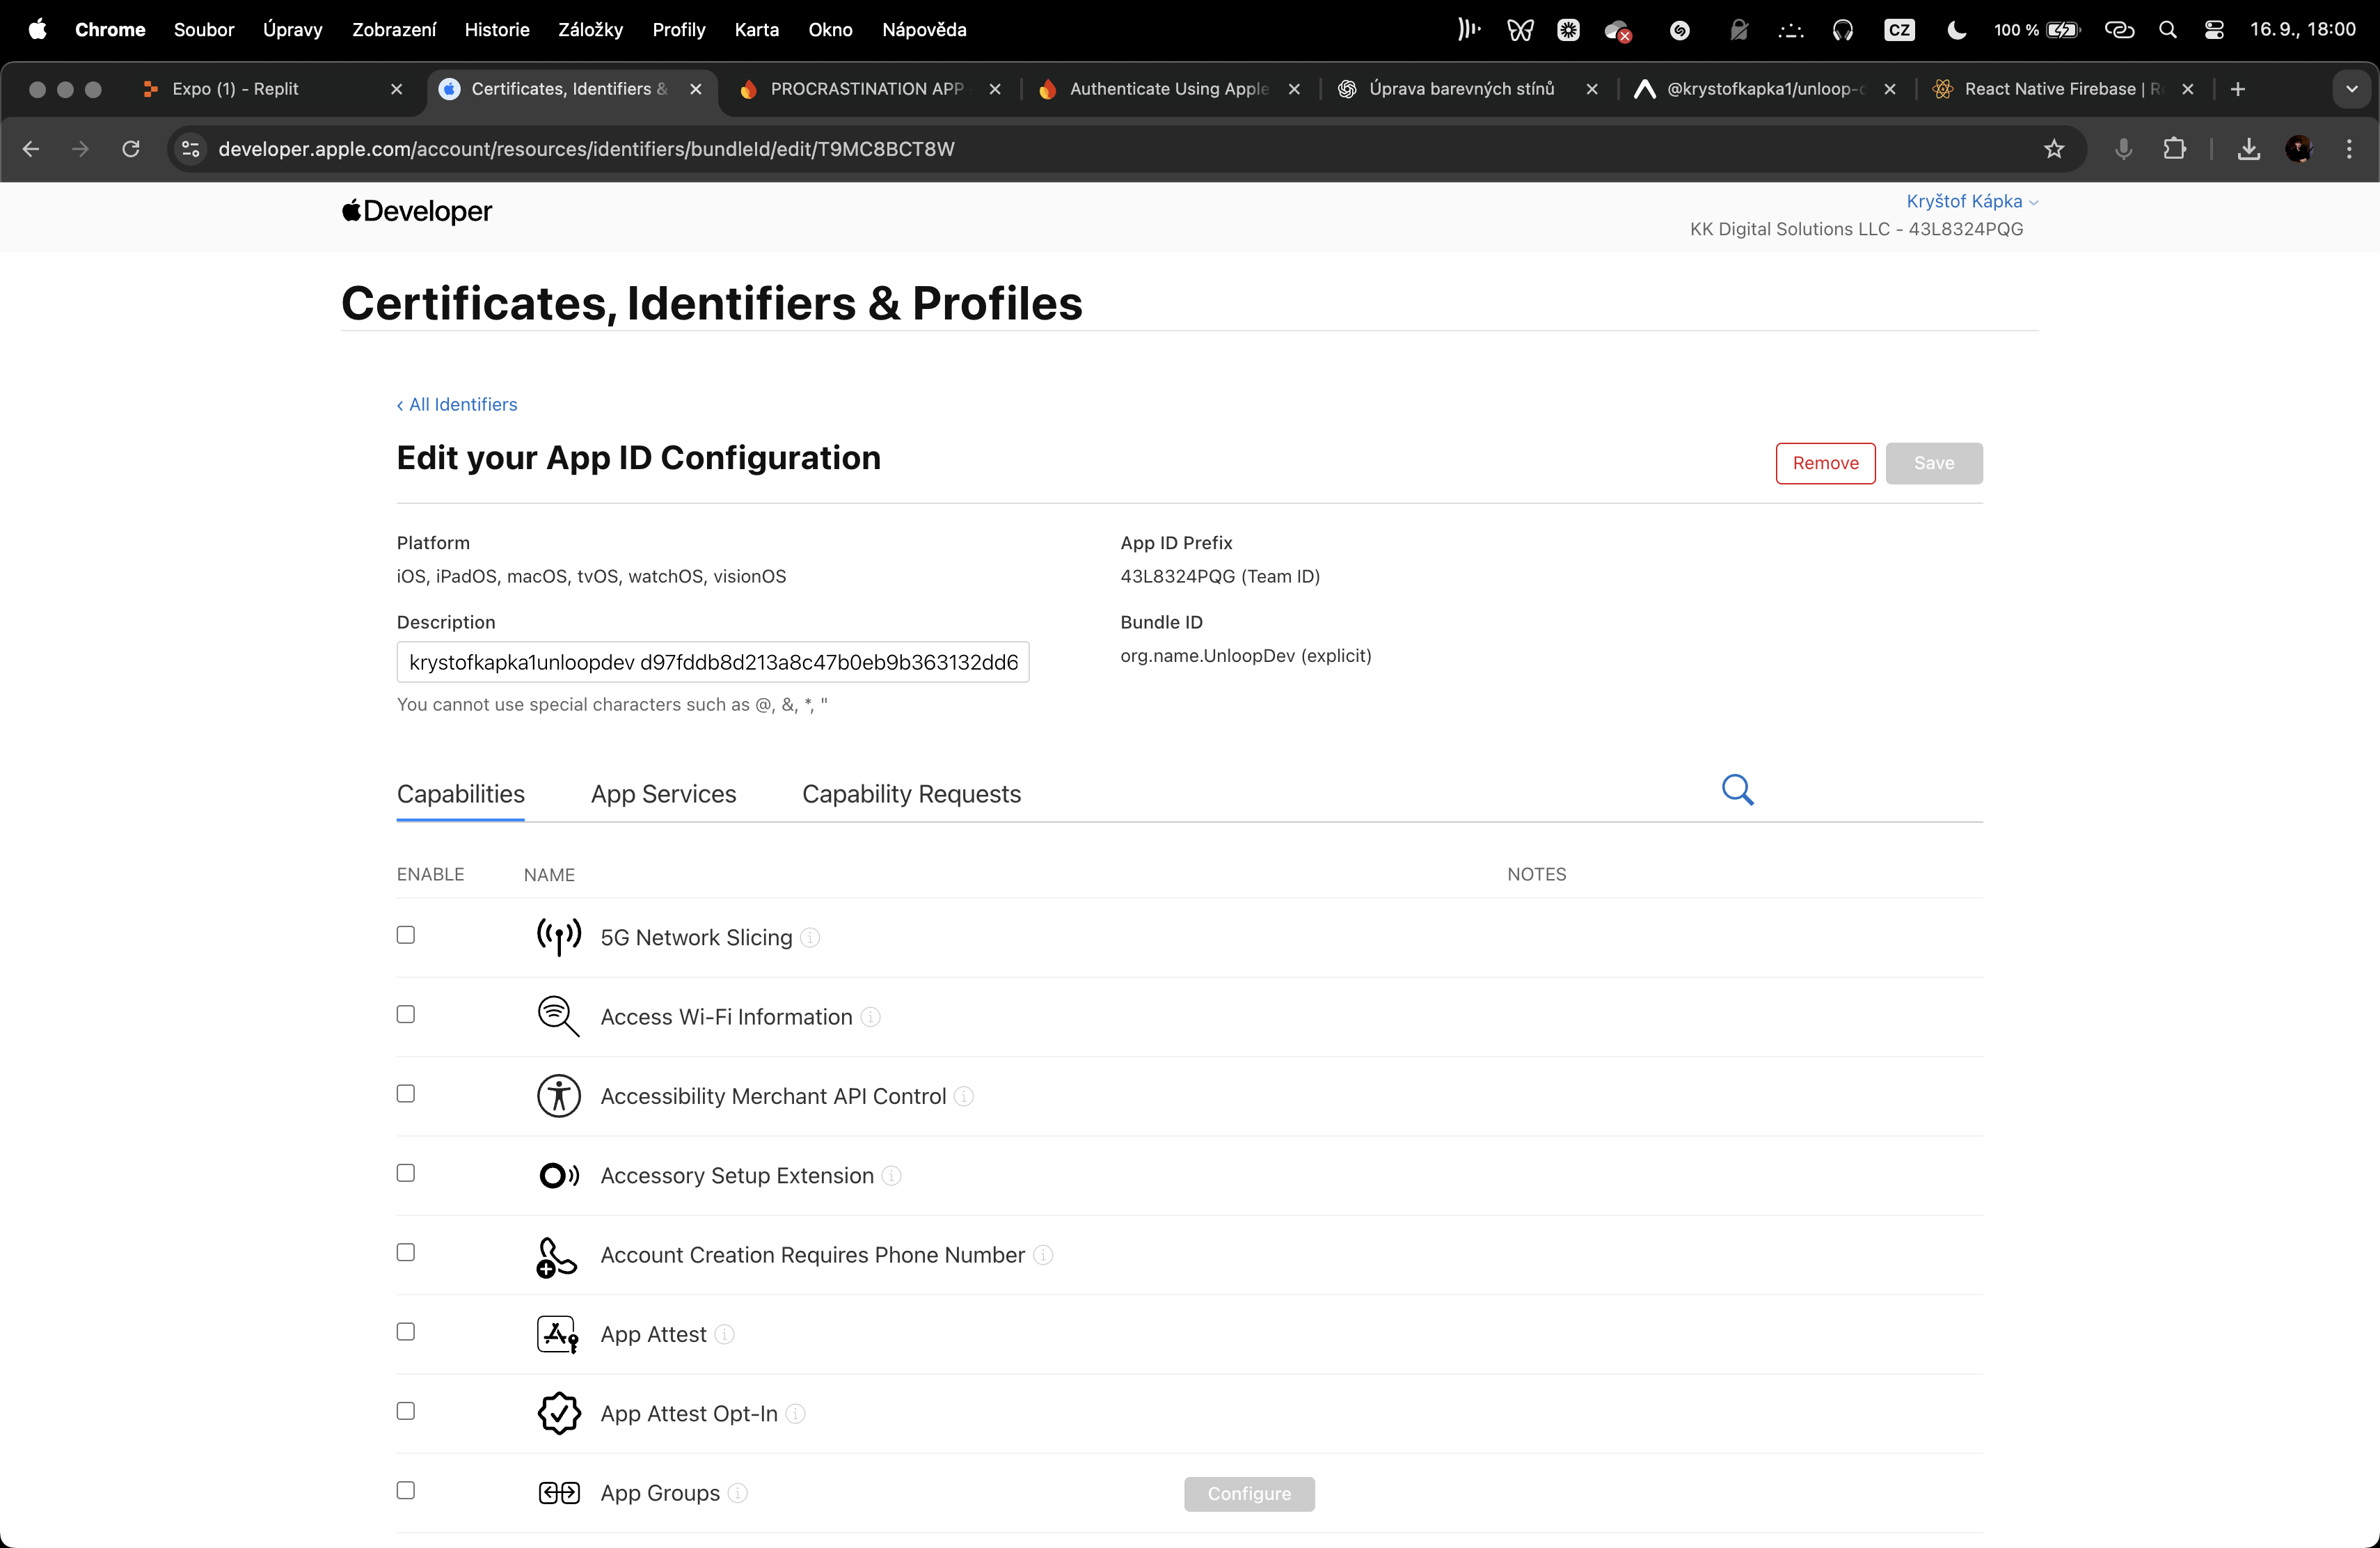 Chrome Soubor Úpravy Zobrazení Historie Záložky Profily Karta Okno Nápověda CZ 100 % 16. 9., 18:00
Expo (1) - Replit Certificates, Identifiers & PROCRASTINATION APP Authenticate Using Apple Úprava barevných stínů @krystofkapka1/unloop- React Native Firebase |
developer.apple.com/account/resources/identifiers/bundleId/edit/T9MC8BCT8W
Developer
Kryštof Kápka
KK Digital Solutions LLC - 43L8324PQG
Certificates, Identifiers & Profiles
‹ All Identifiers
Edit your App ID Configuration
Remove Save
Platform
iOS, iPadOS, macOS, tvOS, watchOS, visionOS
App ID Prefix
43L8324PQG (Team ID)
Description
krystofkapka1unloopdev d97fddb8d213a8c47b0eb9b363132dd6
You cannot use special characters such as @, &, *, "
Bundle ID
org.name.UnloopDev (explicit)
Capabilities App Services Capability Requests
ENABLE NAME NOTES
5G Network Slicing
Access Wi-Fi Information
Accessibility Merchant API Control
Accessory Setup Extension
Account Creation Requires Phone Number
App Attest
App Attest Opt-In
App Groups Configure